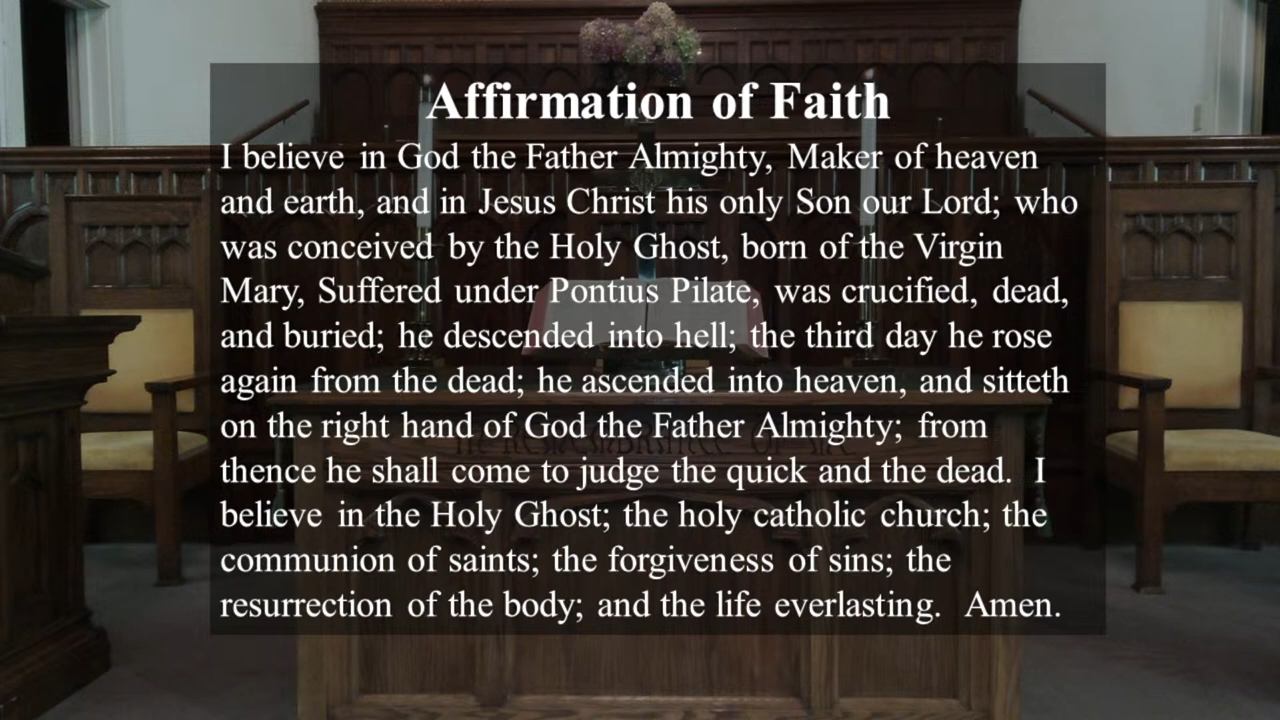 Affirmation of Faith
I believe in God the Father Almighty, Maker of heaven
and earth, and in Jesus Christ his only Son our Lord; who
was conceived by the Holy Ghost, born of the Virgin
Mary, Suffered under Pontius Pilate, was crucified, dead,
and buried; he descended into hell; the third day he rose
again from the dead; he ascended into heaven, and sitteth
on the right hand of God the Father Almighty; from
thence he shall come to judge the quick and the dead.  I
believe in the Holy Ghost; the holy catholic church; the
communion of saints; the forgiveness of sins; the
resurrection of the body; and the life everlasting.  Amen.